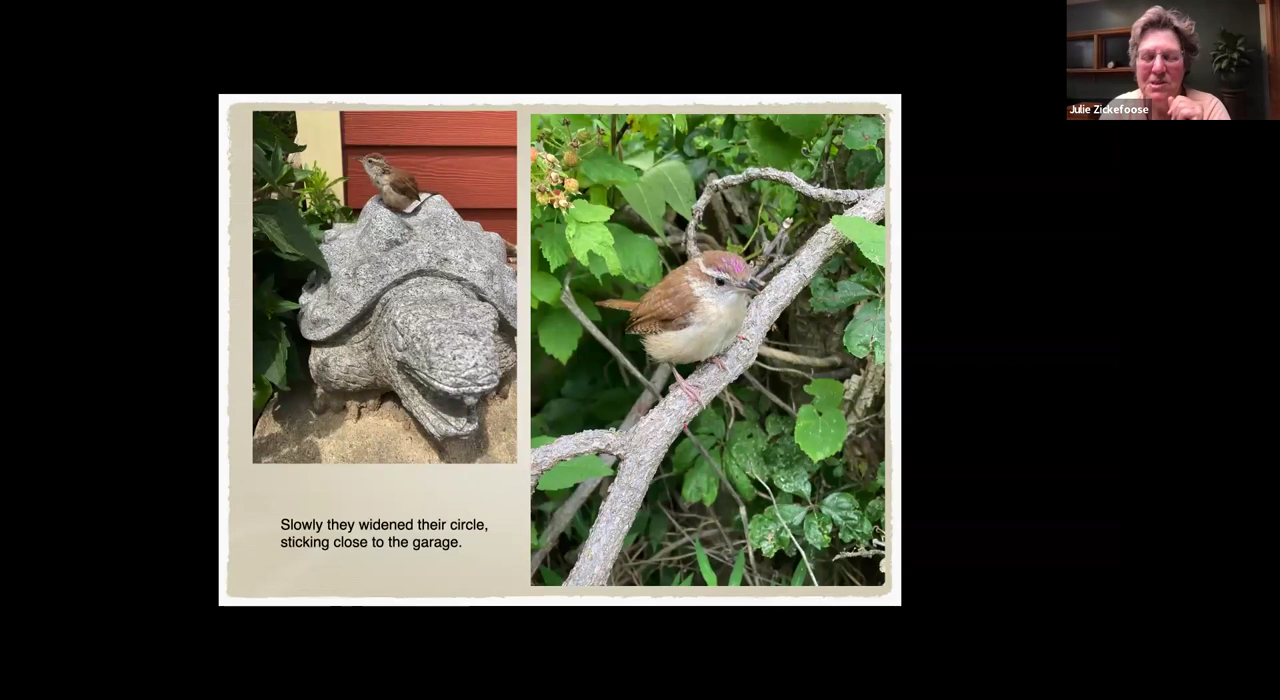 Julie Zickefoose
Slowly they widened their circle,
sticking close to the garage.